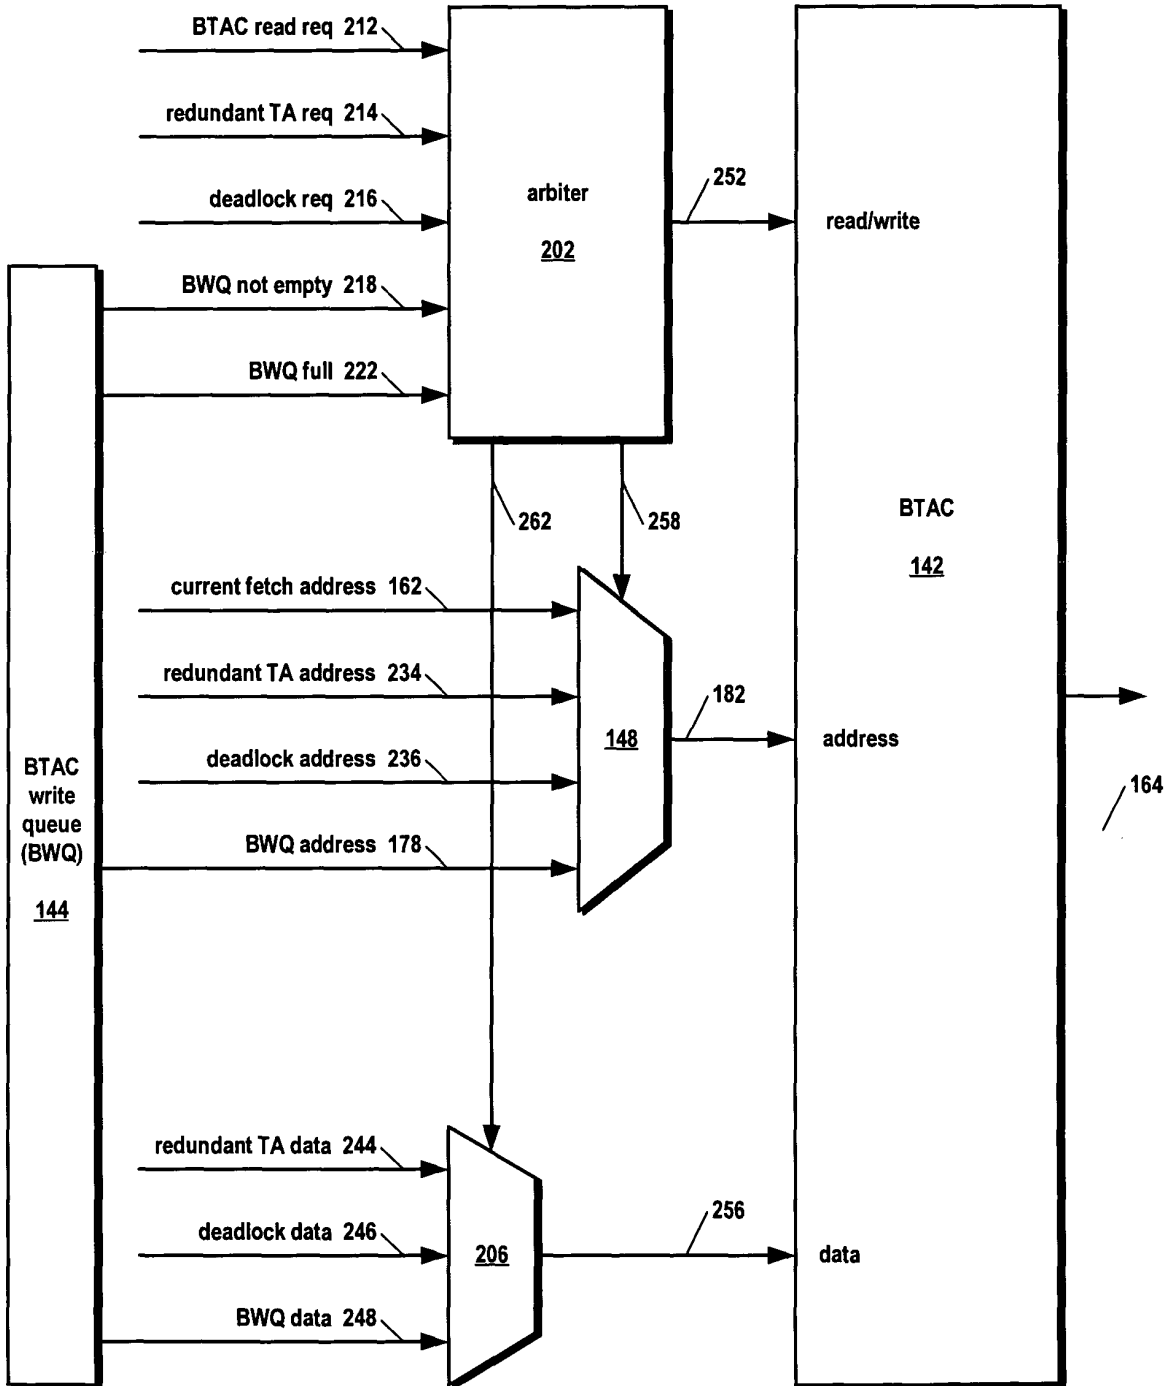 BTAC read req 212
redundant TA req 214
deadlock req 216
BWQ not empty 218
BWQ full 222
arbiter
202
252
read/write
262
258
BTAC
142
current fetch address 162
redundant TA address 234
deadlock address 236
BWQ address 178
148
182
address
164
BTAC
write
queue
(BWQ)
144
redundant TA data 244
deadlock data 246
BWQ data 248
206
256
data